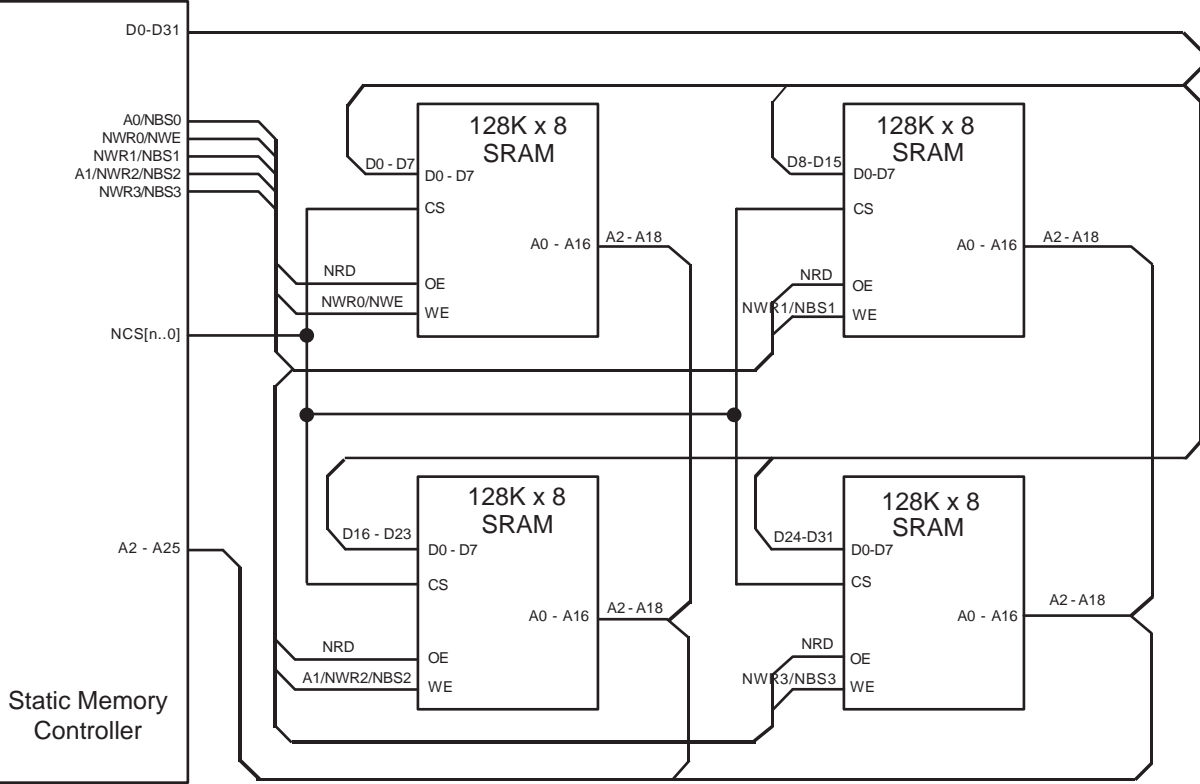 D0-D31
A0/NBS0
NWR0/NWE
NWR1/NBS1
A1/NWR2/NBS2
NWR3/NBS3
NCS[n..0]
A2 - A25
Static Memory
Controller
128K x 8
SRAM
D0 - D7
D0 - D7
CS
A0 - A16
A2 - A18
NRD
OE
NWR0/NWE
WE
128K x 8
SRAM
D8-D15
D0-D7
CS
A0 - A16
A2 - A18
NRD
OE
NWR1/NBS1
WE
128K x 8
SRAM
D16 - D23
D0 - D7
CS
A0 - A16
A2 - A18
NRD
OE
A1/NWR2/NBS2
WE
128K x 8
SRAM
D24-D31
D0-D7
CS
A0 - A16
A2 - A18
NRD
OE
NWR3/NBS3
WE